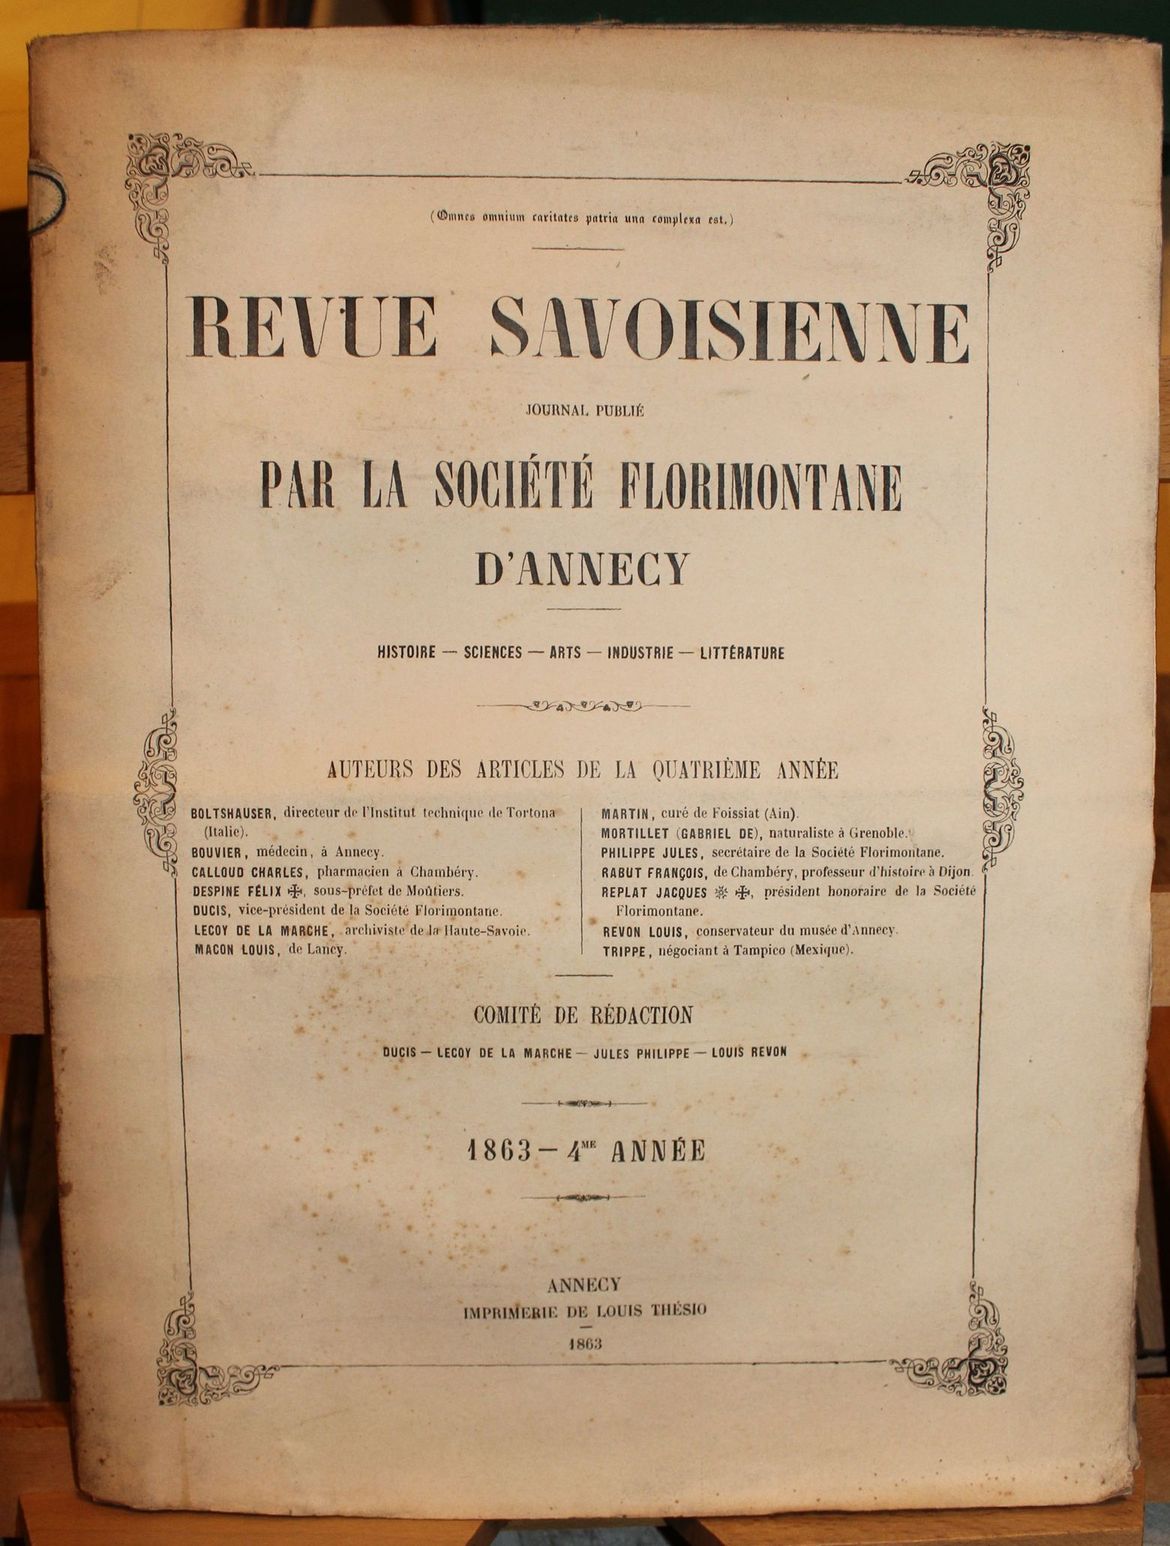 (Omnes omnium caritates patria una complexa est.)
REVUE SAVOISIENNE
JOURNAL PUBLIÉ
PAR LA SOCIÉTÉ FLORIMONTANE
D'ANNECY
HISTOIRE — SCIENCES — ARTS — INDUSTRIE — LITTÉRATURE
AUTEURS DES ARTICLES DE LA QUATRIÈME ANNÉE
BOLTSHAUSER, directeur de l'Institut technique de Tortona
(Italie).
BOUVIER, médecin, à Annecy.
CALLOUD CHARLES, pharmacien à Chambéry.
DESPINE FÉLIX ✠, sous-préfet de Moûtiers.
DUCIS, vice-président de la Société Florimontane.
LECOY DE LA MARCHE, archiviste de la Haute-Savoie.
MACON LOUIS, de Lancy.
MARTIN, curé de Foissiat (Ain).
MORTILLET (GABRIEL DE), naturaliste à Grenoble.
PHILIPPE JULES, secrétaire de la Société Florimontane.
RABUT FRANÇOIS, de Chambéry, professeur d'histoire à Dijon.
REPLAT JACQUES ❋ ✠, président honoraire de la Société
Florimontane.
REVON LOUIS, conservateur du musée d'Annecy.
TRIPPE, négociant à Tampico (Mexique).
COMITÉ DE RÉDACTION
DUCIS — LECOY DE LA MARCHE — JULES PHILIPPE — LOUIS REVON
1863 — 4ME ANNÉE
ANNECY
IMPRIMERIE DE LOUIS THÉSIO
1863